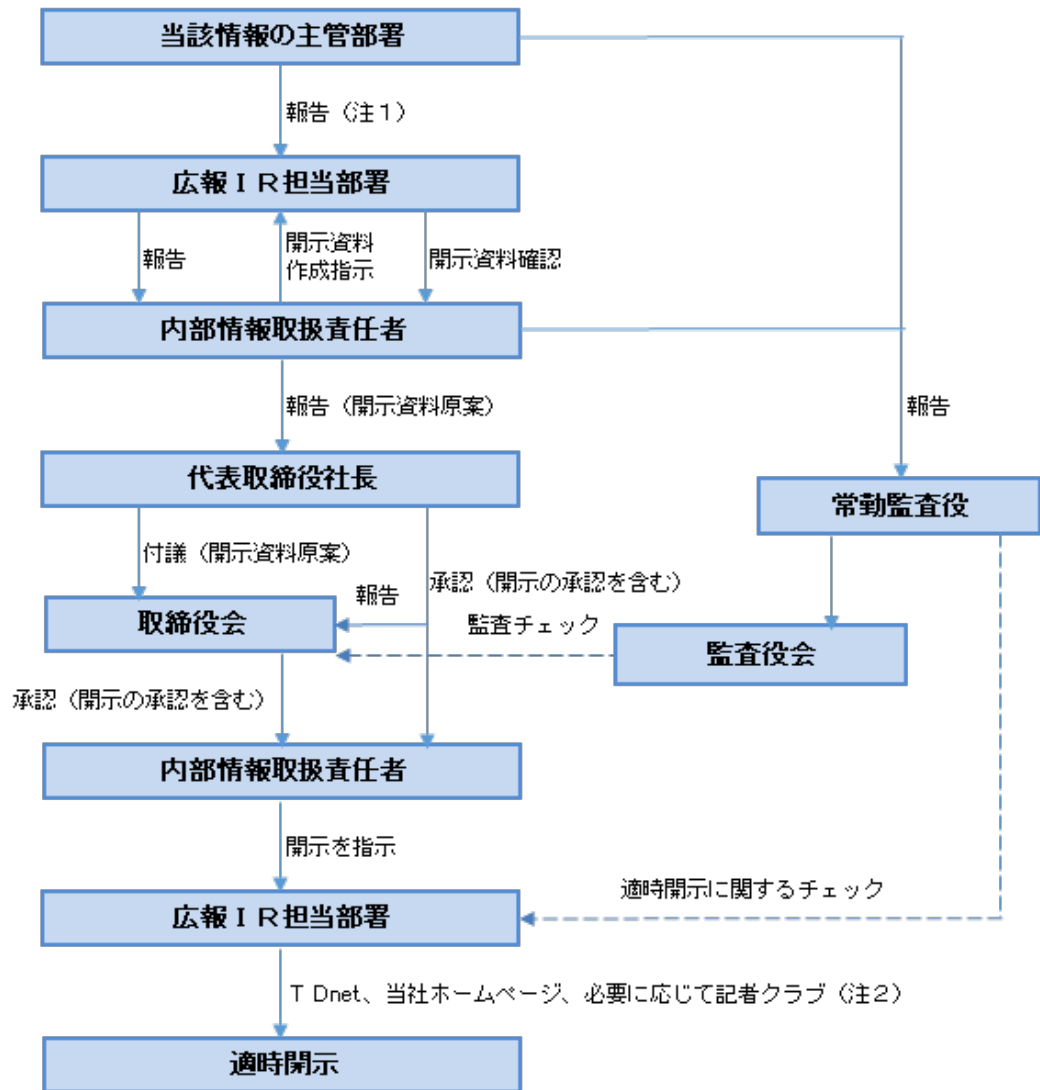 当該情報の主管部署
報告（注１）
広報ＩＲ担当部署
報告
開示資料
作成指示
開示資料確認
内部情報取扱責任者
報告（開示資料原案）
報告
代表取締役社長
常勤監査役
付議（開示資料原案）
承認（開示の承認を含む）
報告
取締役会
監査チェック
監査役会
承認（開示の承認を含む）
内部情報取扱責任者
開示を指示
適時開示に関するチェック
広報ＩＲ担当部署
ＴＤnet、当社ホームページ、必要に応じて記者クラブ（注２）
適時開示